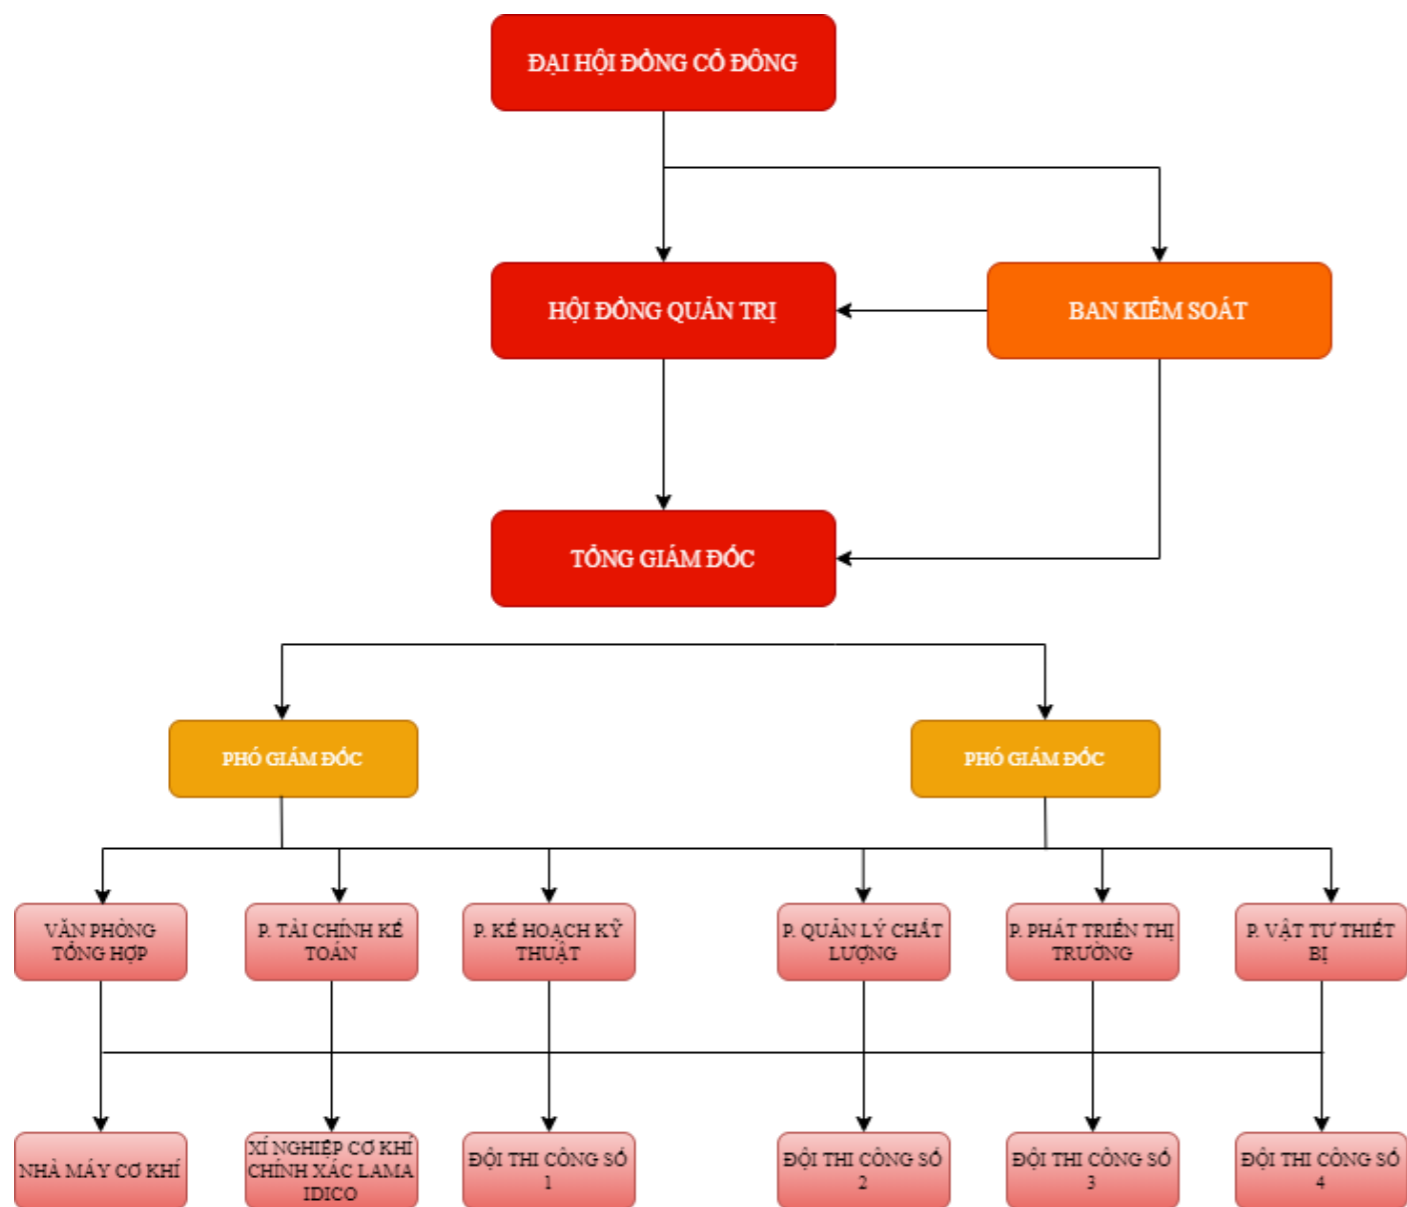 ĐẠI HỘI ĐỒNG CỔ ĐÔNG
HỘI ĐỒNG QUẢN TRỊ
BAN KIỂM SOÁT
TỔNG GIÁM ĐỐC
PHÓ GIÁM ĐỐC
PHÓ GIÁM ĐỐC
VĂN PHÒNG
TỔNG HỢP
P. TÀI CHÍNH KẾ
TOÁN
P. KẾ HOẠCH KỸ
THUẬT
P. QUẢN LÝ CHẤT
LƯỢNG
P. PHÁT TRIỂN THỊ
TRƯỜNG
P. VẬT TƯ THIẾT
BỊ
NHÀ MÁY CƠ KHÍ
XÍ NGHIỆP CƠ KHÍ
CHÍNH XÁC LAMA
IDICO
ĐỘI THI CÔNG SỐ
1
ĐỘI THI CÔNG SỐ
2
ĐỘI THI CÔNG SỐ
3
ĐỘI THI CÔNG SỐ
4